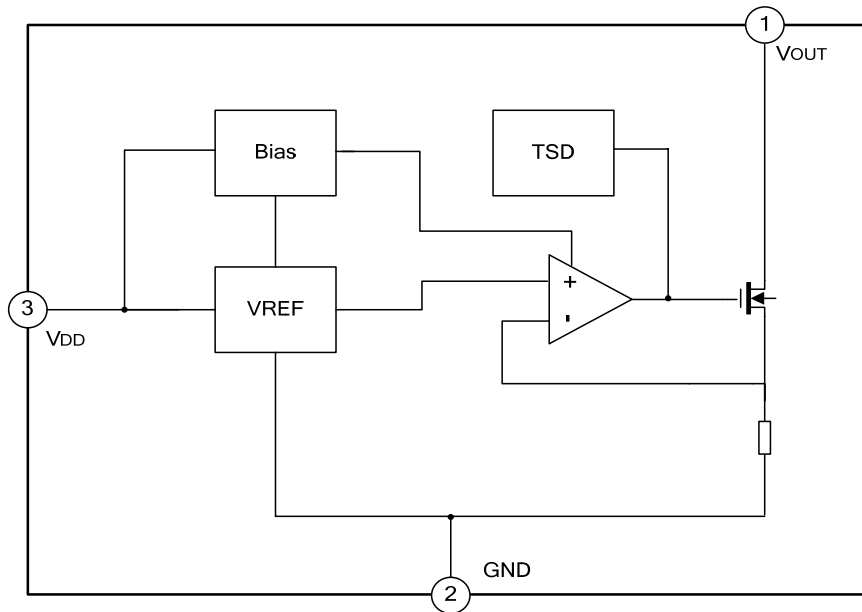 1
VOUT
Bias
TSD
+
-
3
VDD
VREF
GND
2